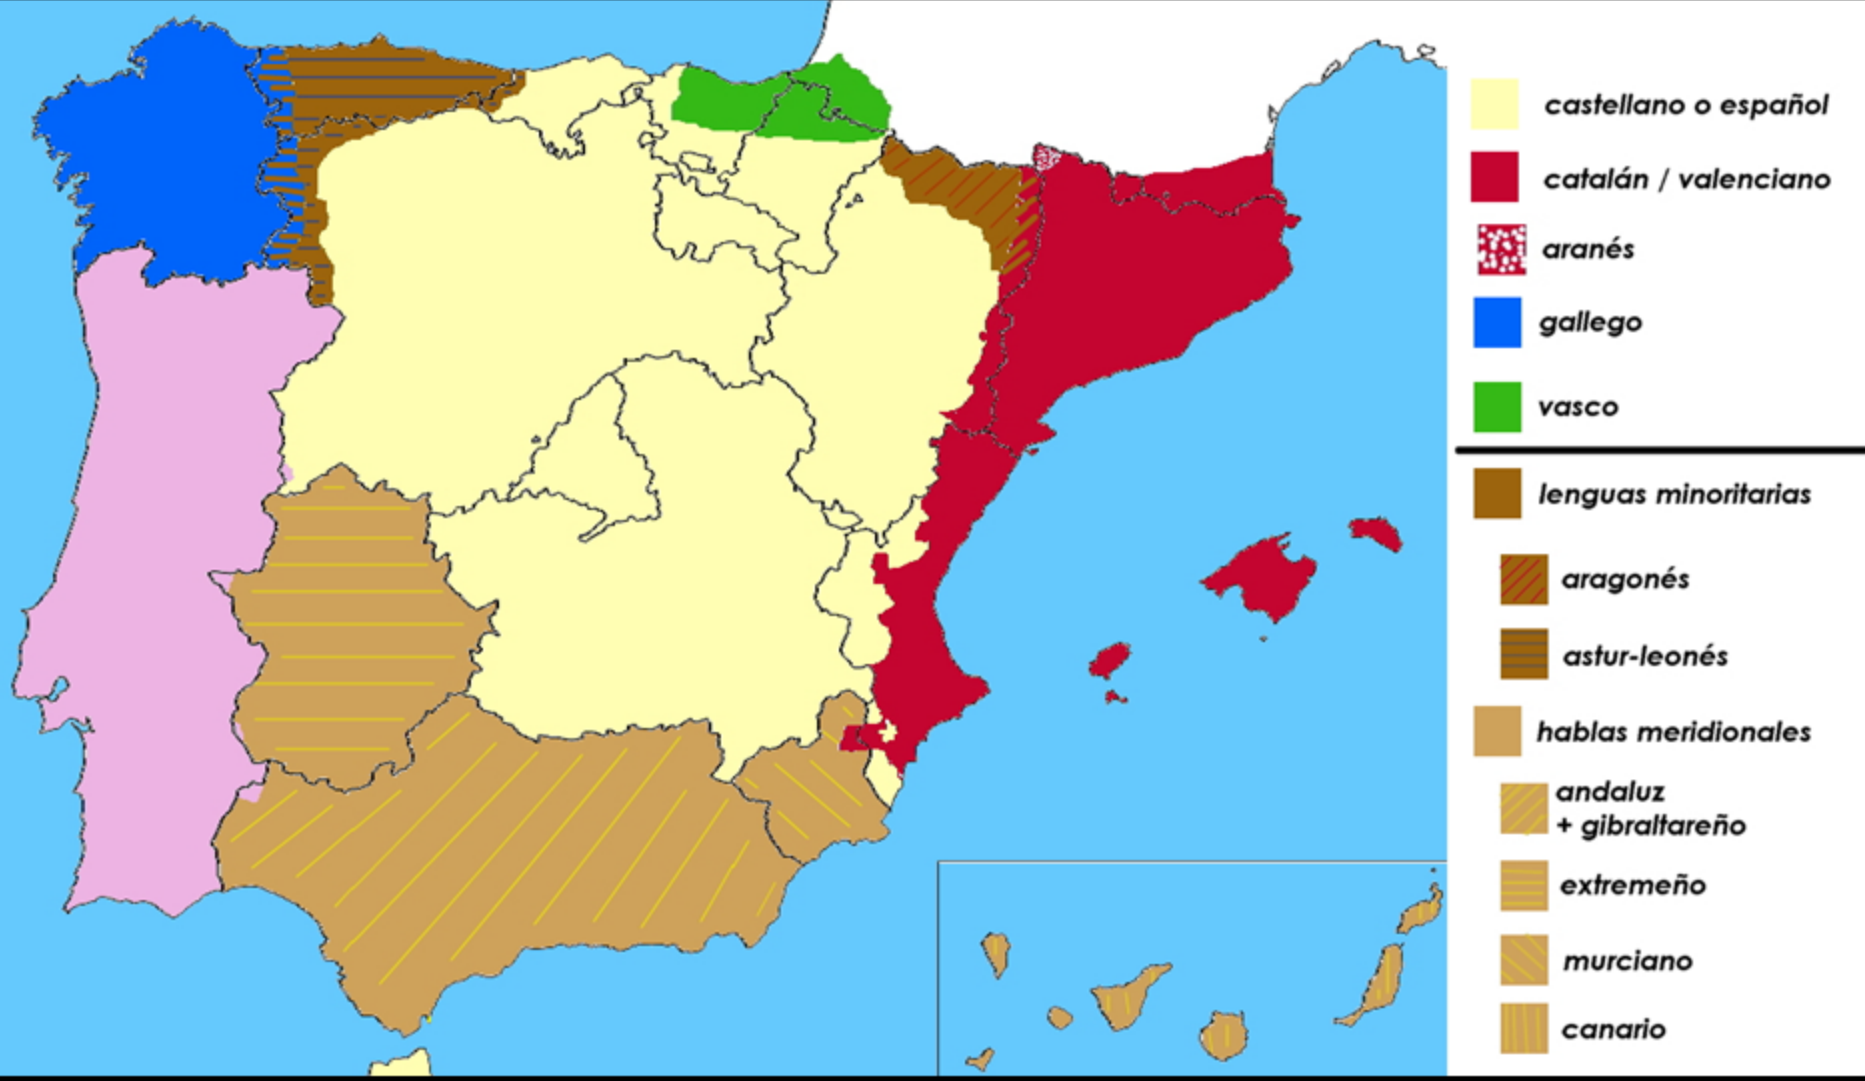 castellano o español
catalán / valenciano
aranés
gallego
vasco
lenguas minoritarias
aragonés
astur-leonés
hablas meridionales
andaluz
+ gibraltareño
extremeño
murciano
canario